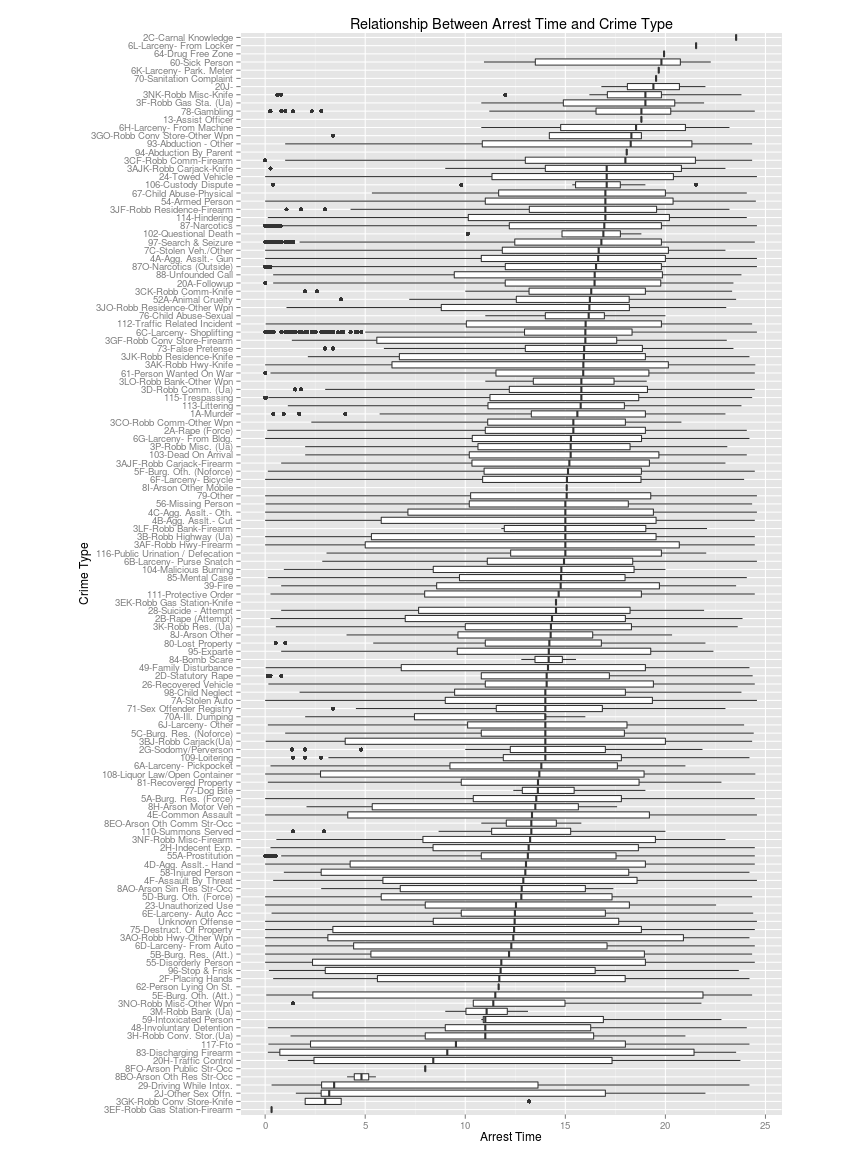 Relationship Between Arrest Time and Crime Type
2C-Carnal Knowledge
6L-Larceny- From Locker
64-Drug Free Zone
60-Sick Person
6K-Larceny- Park. Meter
70-Sanitation Complaint
20J-
3NK-Robb Misc-Knife
3F-Robb Gas Sta. (Ua)
78-Gambling
13-Assist Officer
6H-Larceny- From Machine
3GO-Robb Conv Store-Other Wpn
93-Abduction - Other
94-Abduction By Parent
3CF-Robb Comm-Firearm
3AJK-Robb Carjack-Knife
24-Towed Vehicle
106-Custody Dispute
67-Child Abuse-Physical
54-Armed Person
3JF-Robb Residence-Firearm
114-Hindering
87-Narcotics
102-Questional Death
97-Search & Seizure
7C-Stolen Veh./Other
4A-Agg. Asslt.- Gun
87O-Narcotics (Outside)
88-Unfounded Call
20A-Followup
3CK-Robb Comm-Knife
52A-Animal Cruelty
3JO-Robb Residence-Other Wpn
76-Child Abuse-Sexual
112-Traffic Related Incident
6C-Larceny- Shoplifting
3GF-Robb Conv Store-Firearm
73-False Pretense
3JK-Robb Residence-Knife
3AK-Robb Hwy-Knife
61-Person Wanted On War
3LO-Robb Bank-Other Wpn
3D-Robb Comm. (Ua)
115-Trespassing
113-Littering
1A-Murder
3CO-Robb Comm-Other Wpn
2A-Rape (Force)
6G-Larceny- From Bldg.
3P-Robb Misc. (Ua)
103-Dead On Arrival
3AJF-Robb Carjack-Firearm
5F-Burg. Oth. (Noforce)
6F-Larceny- Bicycle
8I-Arson Other Mobile
79-Other
56-Missing Person
4C-Agg. Asslt.- Oth.
4B-Agg. Asslt.- Cut
3LF-Robb Bank-Firearm
3B-Robb Highway (Ua)
3AF-Robb Hwy-Firearm
116-Public Urination / Defecation
6B-Larceny- Purse Snatch
104-Malicious Burning
85-Mental Case
39-Fire
111-Protective Order
3EK-Robb Gas Station-Knife
28-Suicide - Attempt
2B-Rape (Attempt)
3K-Robb Res. (Ua)
8J-Arson Other
80-Lost Property
95-Exparte
84-Bomb Scare
49-Family Disturbance
2D-Statutory Rape
26-Recovered Vehicle
98-Child Neglect
7A-Stolen Auto
71-Sex Offender Registry
70A-Ill. Dumping
6J-Larceny- Other
5C-Burg. Res. (Noforce)
3BJ-Robb Carjack(Ua)
2G-Sodomy/Perverson
109-Loitering
6A-Larceny- Pickpocket
108-Liquor Law/Open Container
81-Recovered Property
77-Dog Bite
5A-Burg. Res. (Force)
8H-Arson Motor Veh
4E-Common Assault
8EO-Arson Oth Comm Str-Occ
110-Summons Served
3NF-Robb Misc-Firearm
2H-Indecent Exp.
55A-Prostitution
4D-Agg. Asslt.- Hand
58-Injured Person
4F-Assault By Threat
8AO-Arson Sin Res Str-Occ
5D-Burg. Oth. (Force)
23-Unauthorized Use
6E-Larceny- Auto Acc
Unknown Offense
75-Destruct. Of Property
3AO-Robb Hwy-Other Wpn
6D-Larceny- From Auto
5B-Burg. Res. (Att.)
55-Disorderly Person
96-Stop & Frisk
2F-Placing Hands
62-Person Lying On St.
5E-Burg. Oth. (Att.)
3NO-Robb Misc-Other Wpn
3M-Robb Bank (Ua)
59-Intoxicated Person
48-Involuntary Detention
3H-Robb Conv. Stor.(Ua)
117-Fto
83-Discharging Firearm
20H-Traffic Control
8FO-Arson Public Str-Occ
8BO-Arson Oth Res Str-Occ
29-Driving While Intox.
2J-Other Sex Offn.
3GK-Robb Conv Store-Knife
3EF-Robb Gas Station-Firearm
Crime Type
0 5 10 15 20 25
Arrest Time